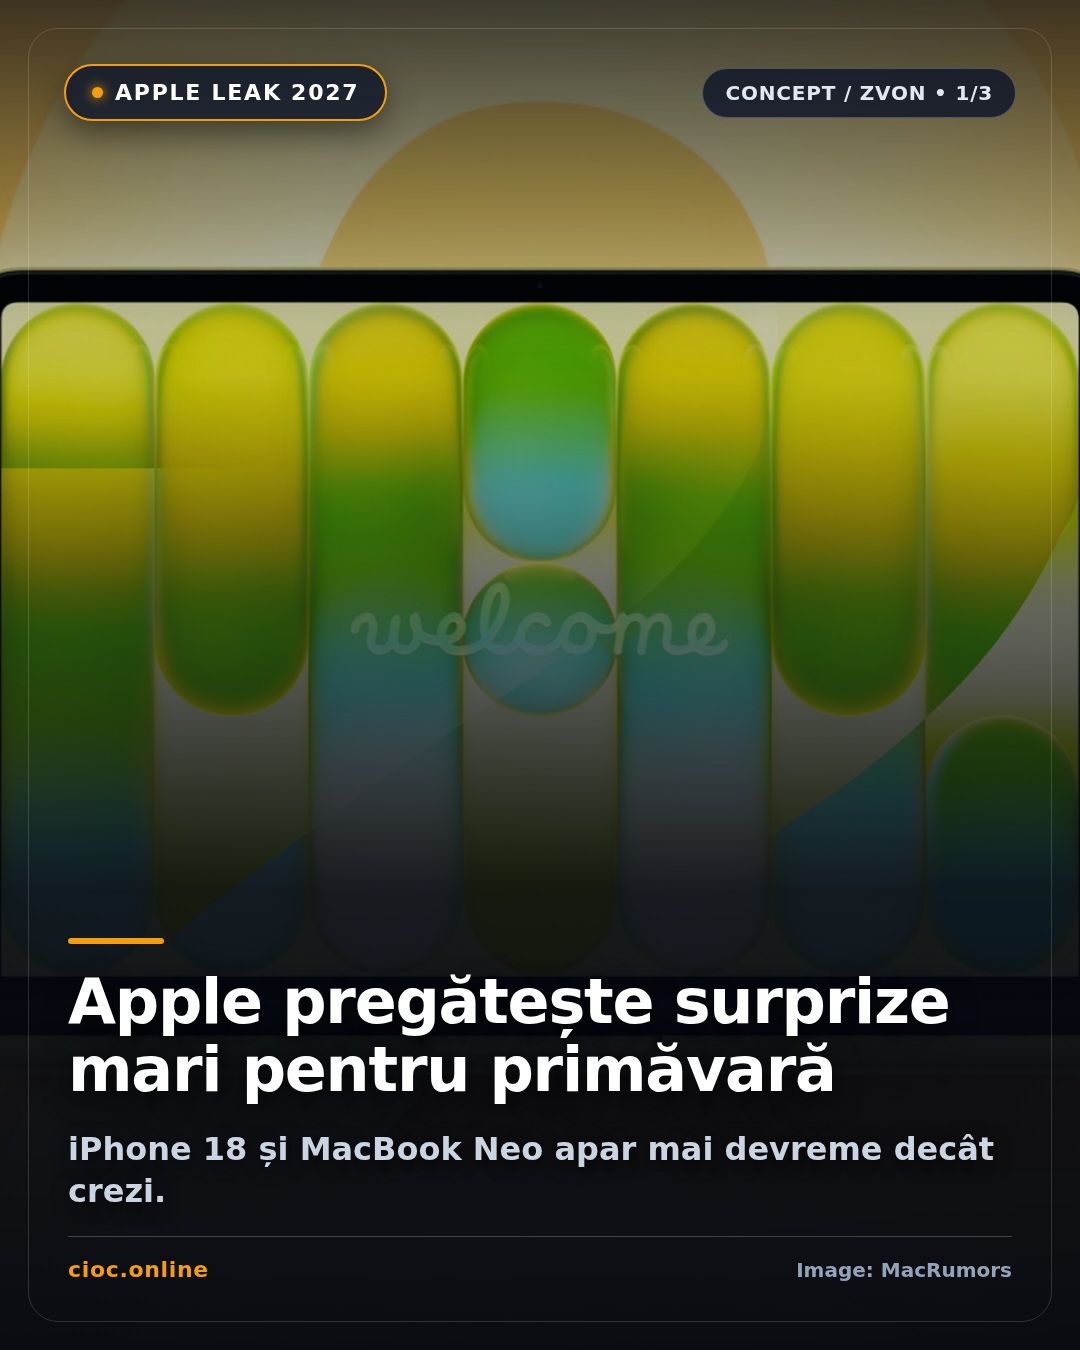 APPLE LEAK 2027
CONCEPT / ZVON • 1/3
welcome
Apple pregătește surprize
mari pentru primăvară
iPhone 18 și MacBook Neo apar mai devreme decât
crezi.
cioc.online
Image: MacRumors